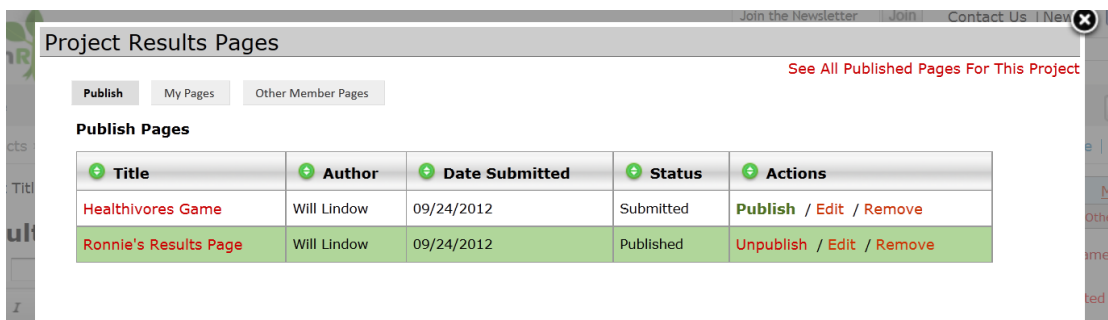 Join the Newsletter Join Contact Us | New
Project Results Pages
See All Published Pages For This Project
Publish My Pages Other Member Pages
Publish Pages
Title Author Date Submitted Status Actions
Healthivores Game Will Lindow 09/24/2012 Submitted Publish / Edit / Remove
Ronnie's Results Page Will Lindow 09/24/2012 Published Unpublish / Edit / Remove